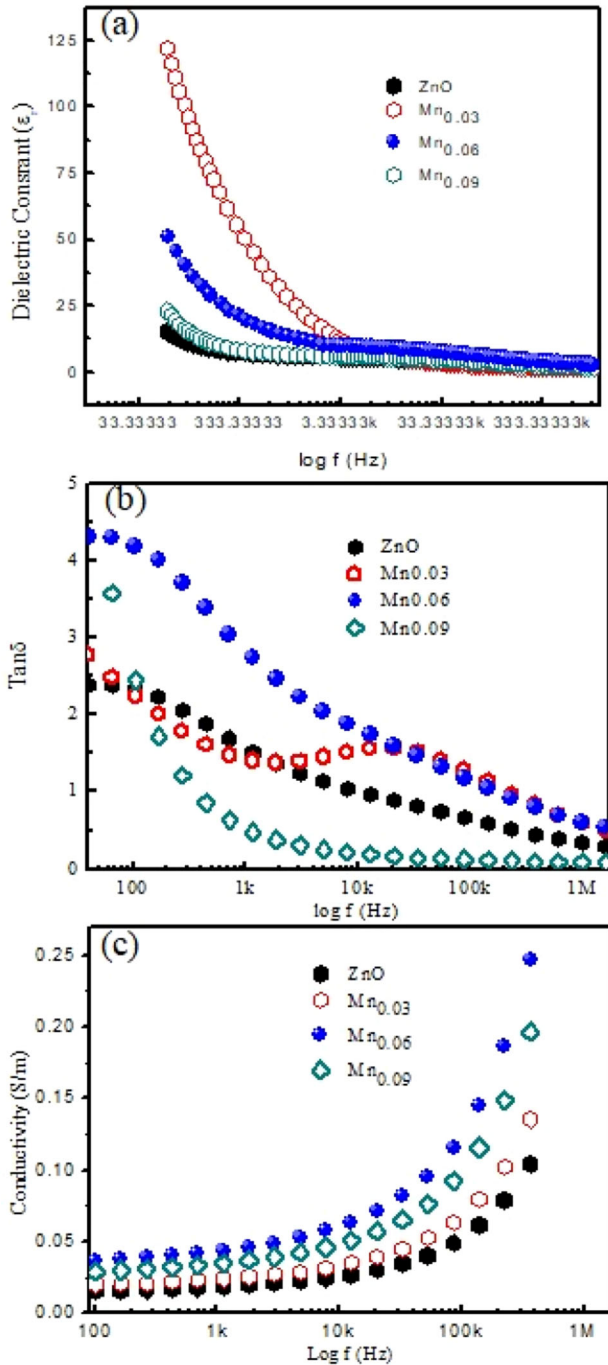 (a)
125
100
75
50
25
0
Dielectric Constant (εr)
ZnO
Mn0.03
Mn0.06
Mn0.09
33.33333 33.33333 3.33333k 33.33333k 33.33333k
log f (Hz)
(b)
5
4
3
2
1
0
Tanδ
ZnO
Mn0.03
Mn0.06
Mn0.09
100 1k 10k 100k 1M
log f (Hz)
(c)
0.25
0.20
0.15
0.10
0.05
0.00
Conductivity (S/m)
ZnO
Mn0.03
Mn0.06
Mn0.09
100 1k 10k 100k 1M
Log f (Hz)